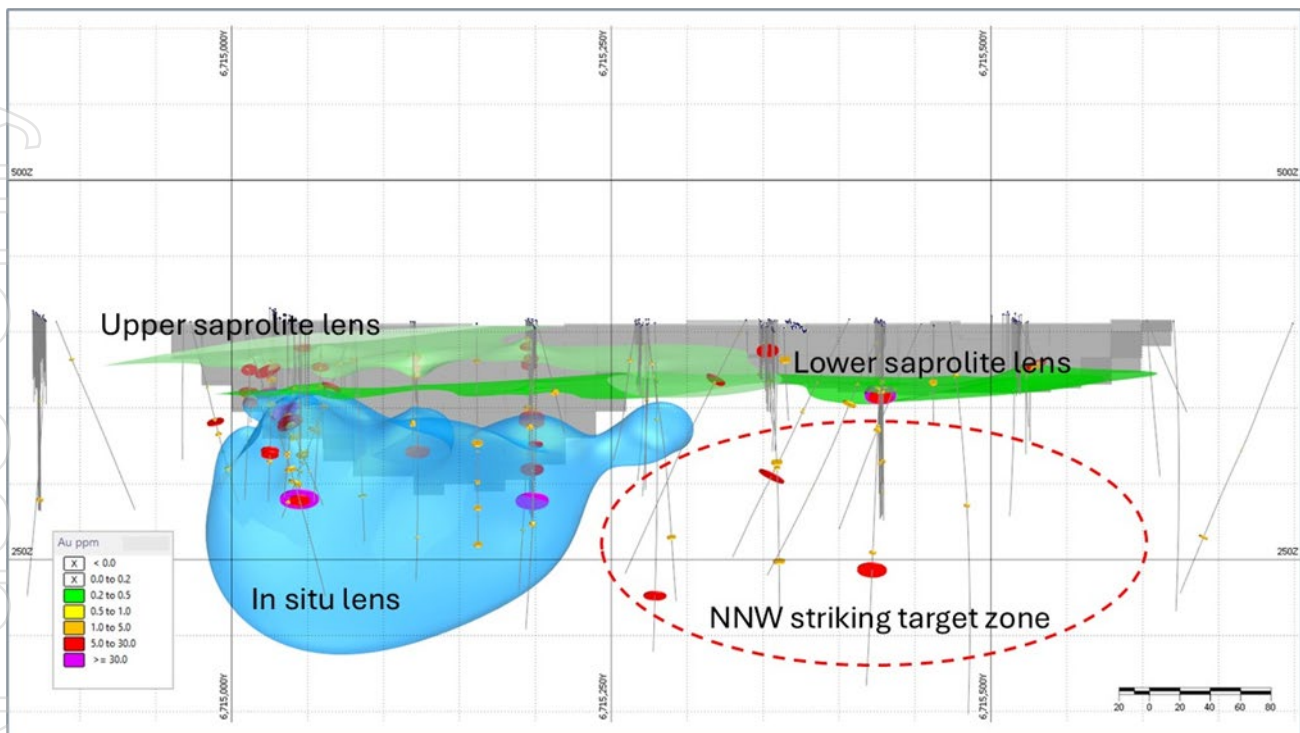 6,715,000Y
6,715,250Y
6,715,500Y
500Z
500Z
Upper saprolite lens
Lower saprolite lens
Au ppm
X < 0.0
X 0.0 to 0.2
0.2 to 0.5
0.5 to 1.0
1.0 to 5.0
5.0 to 30.0
>= 30.0
250Z
250Z
In situ lens
NNW striking target zone
6,715,000Y
6,715,250Y
6,715,500Y
20 0 20 40 60 80